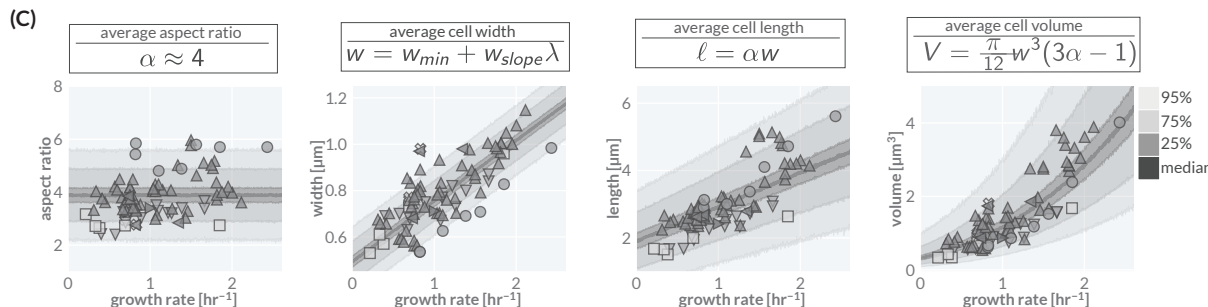 (C)
average aspect ratio
α ≈ 4
average cell width
w = w_min + w_slope λ
average cell length
ℓ = αw
average cell volume
V = π/12 w³(3α − 1)
8
6
4
2
0
1
2
aspect ratio
growth rate [hr⁻¹]
1.2
1.0
0.8
0.6
0
1
2
width [µm]
growth rate [hr⁻¹]
6
4
2
0
1
2
length [µm]
growth rate [hr⁻¹]
4
2
0
0
1
2
volume [µm³]
growth rate [hr⁻¹]
95%
75%
25%
median